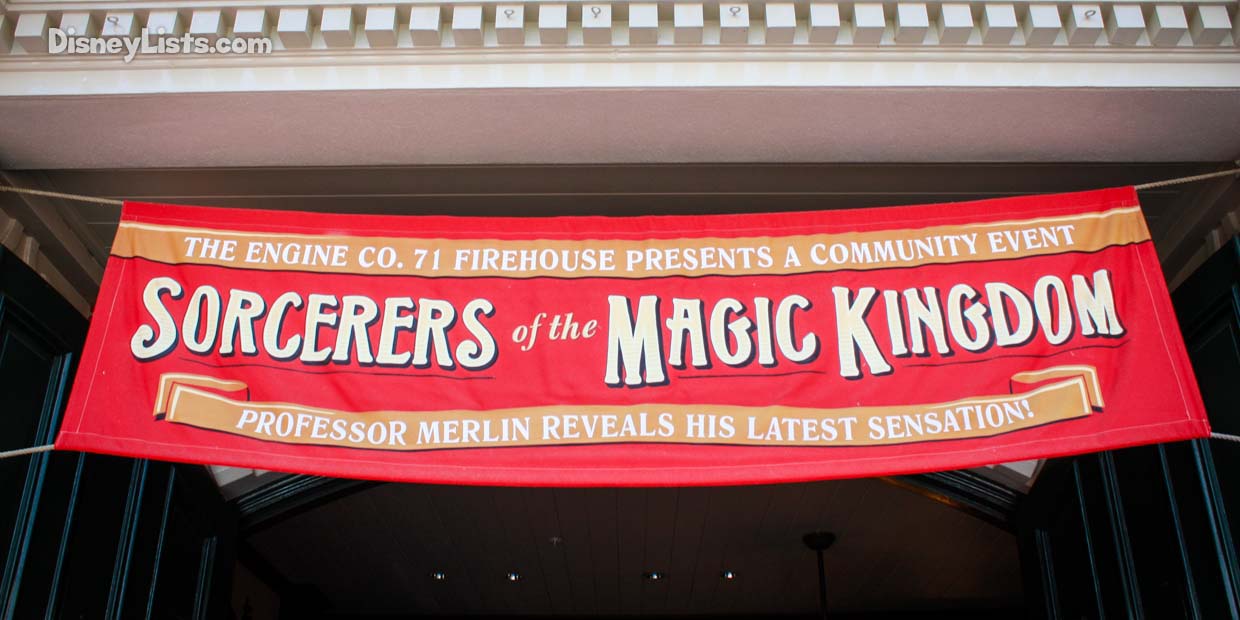 DisneyLists.com
THE ENGINE CO. 71 FIREHOUSE PRESENTS A COMMUNITY EVENT
SORCERERS of the MAGIC KINGDOM
PROFESSOR MERLIN REVEALS HIS LATEST SENSATION!